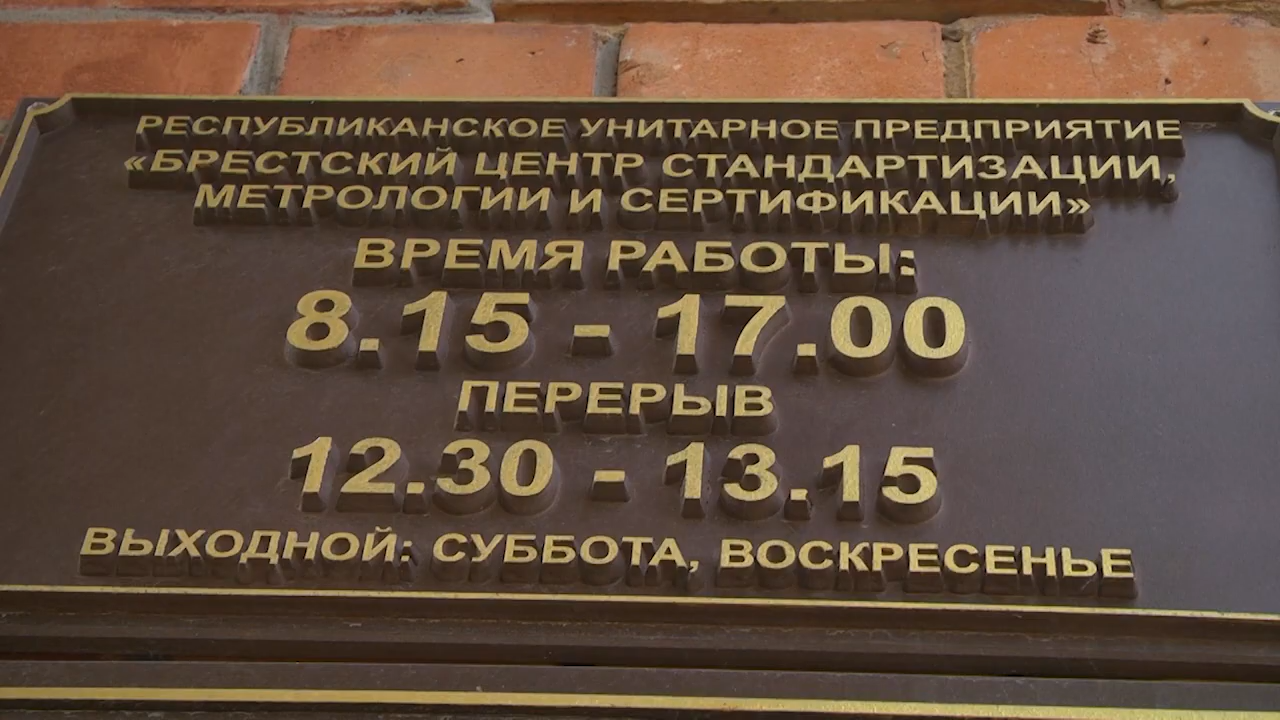 РЕСПУБЛИКАНСКОЕ УНИТАРНОЕ ПРЕДПРИЯТИЕ
«БРЕСТСКИЙ ЦЕНТР СТАНДАРТИЗАЦИИ,
МЕТРОЛОГИИ И СЕРТИФИКАЦИИ»
ВРЕМЯ РАБОТЫ:
8.15 - 17.00
ПЕРЕРЫВ
12.30 - 13.15
ВЫХОДНОЙ: СУББОТА, ВОСКРЕСЕНЬЕ